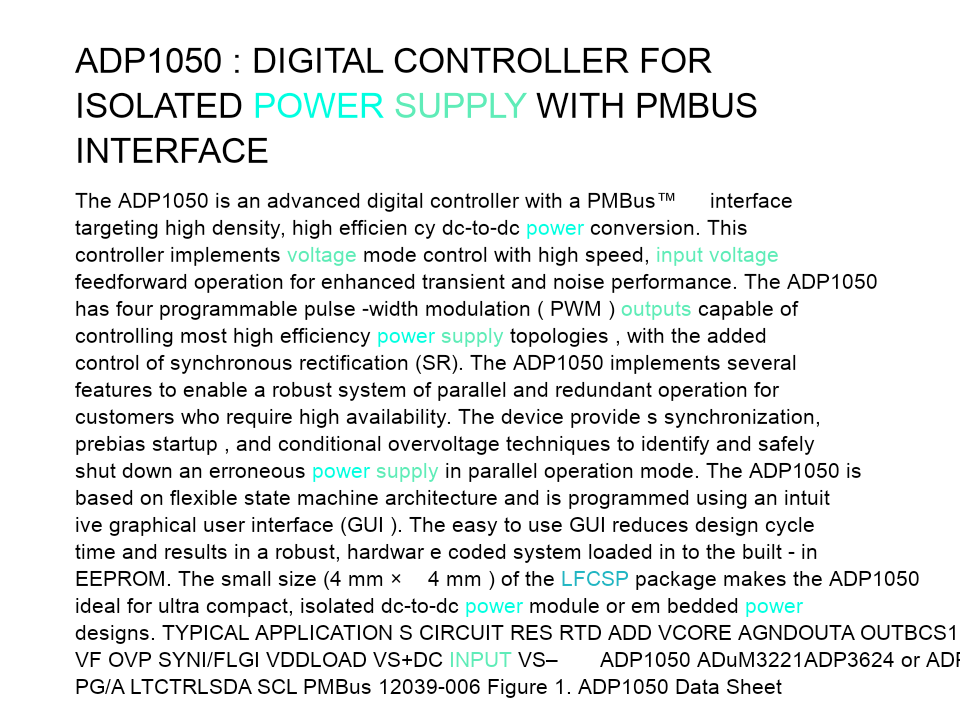 ADP1050 : DIGITAL CONTROLLER FOR
ISOLATED POWER SUPPLY WITH PMBUS
INTERFACE
The ADP1050 is an advanced digital controller with a PMBus™ interface
targeting high density, high efficien cy dc-to-dc power conversion. This
controller implements voltage mode control with high speed, input voltage
feedforward operation for enhanced transient and noise performance. The ADP1050
has four programmable pulse -width modulation ( PWM ) outputs capable of
controlling most high efficiency power supply topologies , with the added
control of synchronous rectification (SR). The ADP1050 implements several
features to enable a robust system of parallel and redundant operation for
customers who require high availability. The device provide s synchronization,
prebias startup , and conditional overvoltage techniques to identify and safely
shut down an erroneous power supply in parallel operation mode. The ADP1050 is
based on flexible state machine architecture and is programmed using an intuit
ive graphical user interface (GUI ). The easy to use GUI reduces design cycle
time and results in a robust, hardwar e coded system loaded in to the built - in
EEPROM. The small size (4 mm × 4 mm ) of the LFCSP package makes the ADP1050
ideal for ultra compact, isolated dc-to-dc power module or em bedded power
designs. TYPICAL APPLICATION S CIRCUIT RES RTD ADD VCORE AGNDOUTA OUTBCS1
VF OVP SYNI/FLGI VDDLOAD VS+DC INPUT VS– ADP1050 ADuM3221ADP3624 or ADP
PG/A LTCTRLSDA SCL PMBus 12039-006 Figure 1. ADP1050 Data Sheet